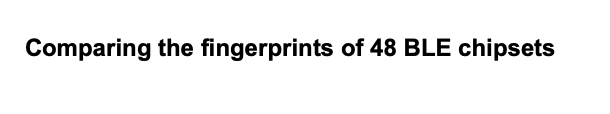 Comparing the fingerprints of 48 BLE chipsets